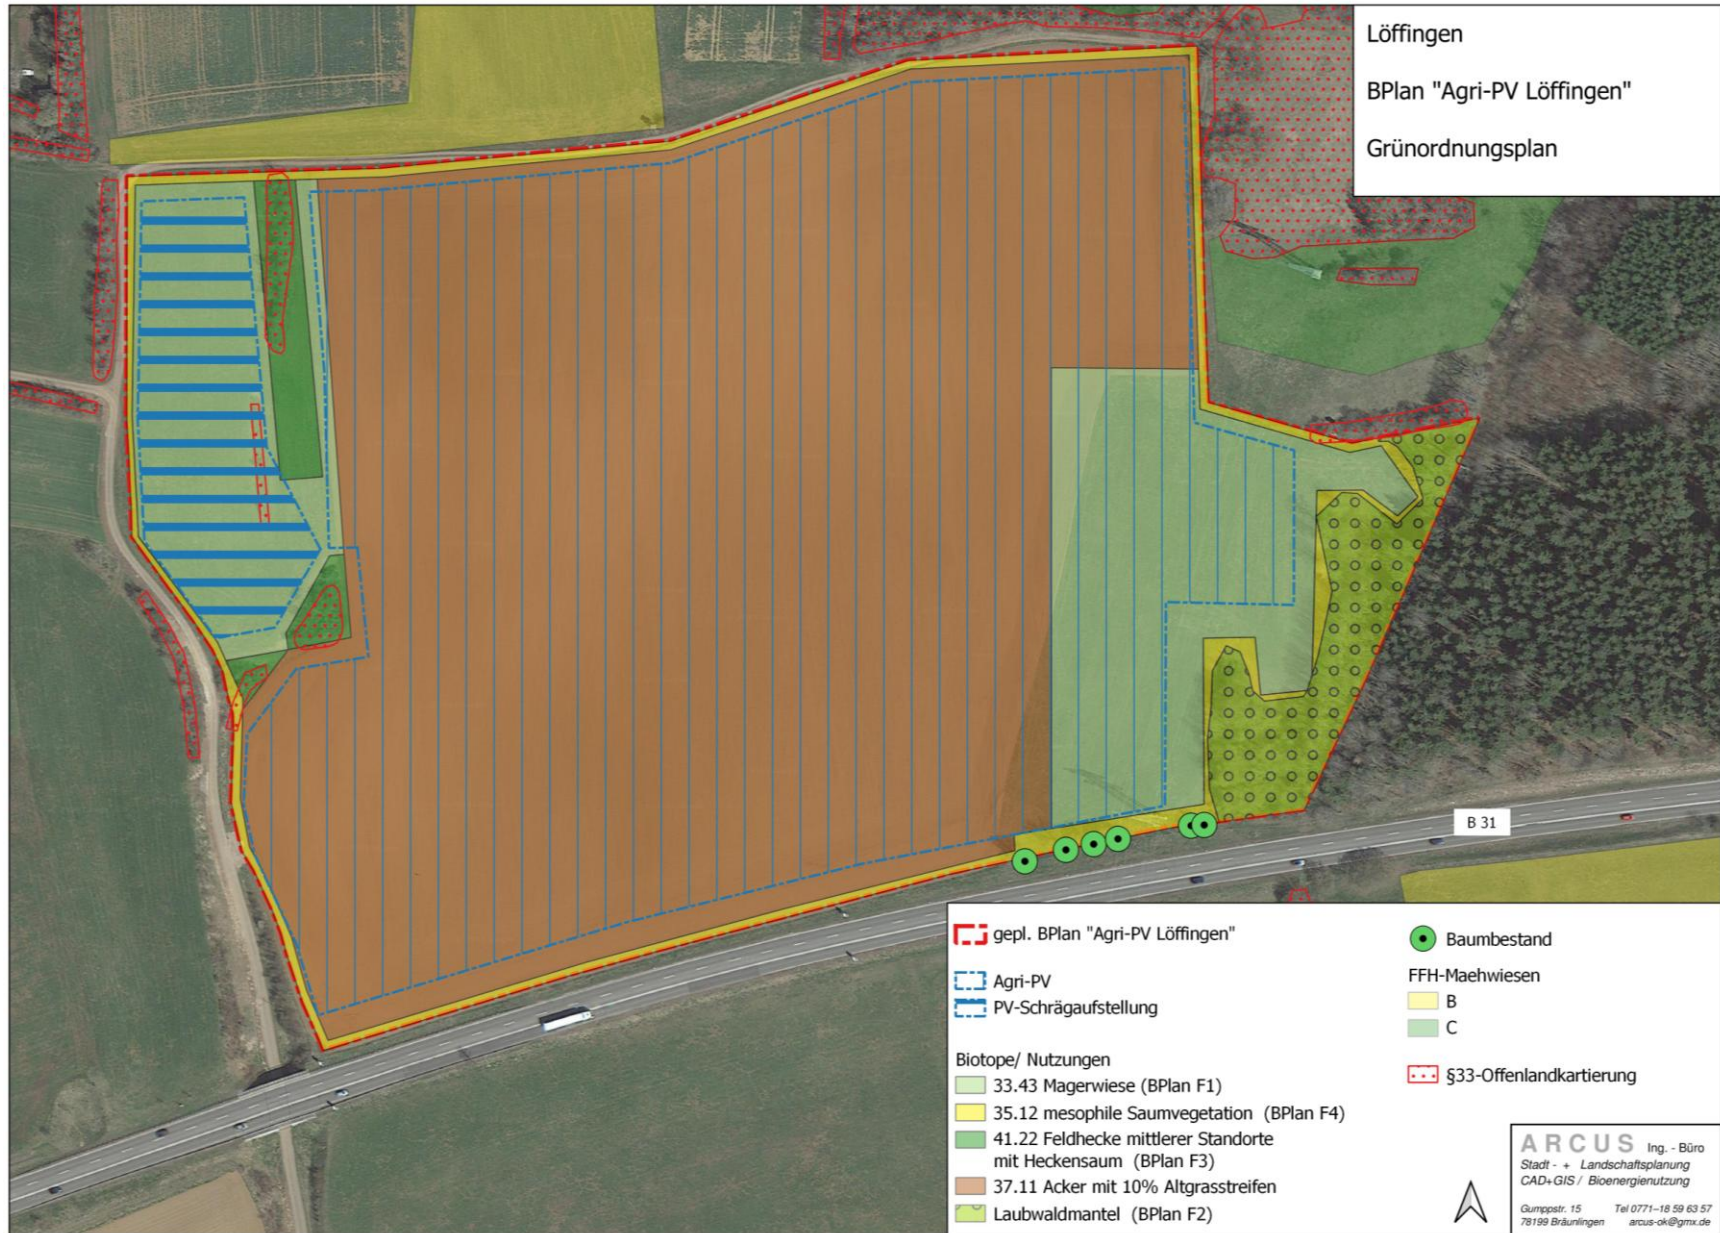 Löffingen
BPlan "Agri-PV Löffingen"
Grünordnungsplan
B 31
gepl. BPlan "Agri-PV Löffingen"
Agri-PV
PV-Schrägaufstellung
Biotope/ Nutzungen
33.43 Magerwiese (BPlan F1)
35.12 mesophile Saumvegetation (BPlan F4)
41.22 Feldhecke mittlerer Standorte
mit Heckensaum (BPlan F3)
37.11 Acker mit 10% Altgrasstreifen
Laubwaldmantel (BPlan F2)
Baumbestand
FFH-Maehwiesen
B
C
§33-Offenlandkartierung
ARCUS Ing. - Büro
Stadt - + Landschaftsplanung
CAD+GIS / Bioenergienutzung
Gumppstr. 15 Tel 0771–18 59 63 57
78199 Bräunlingen arcus-ok@gmx.de